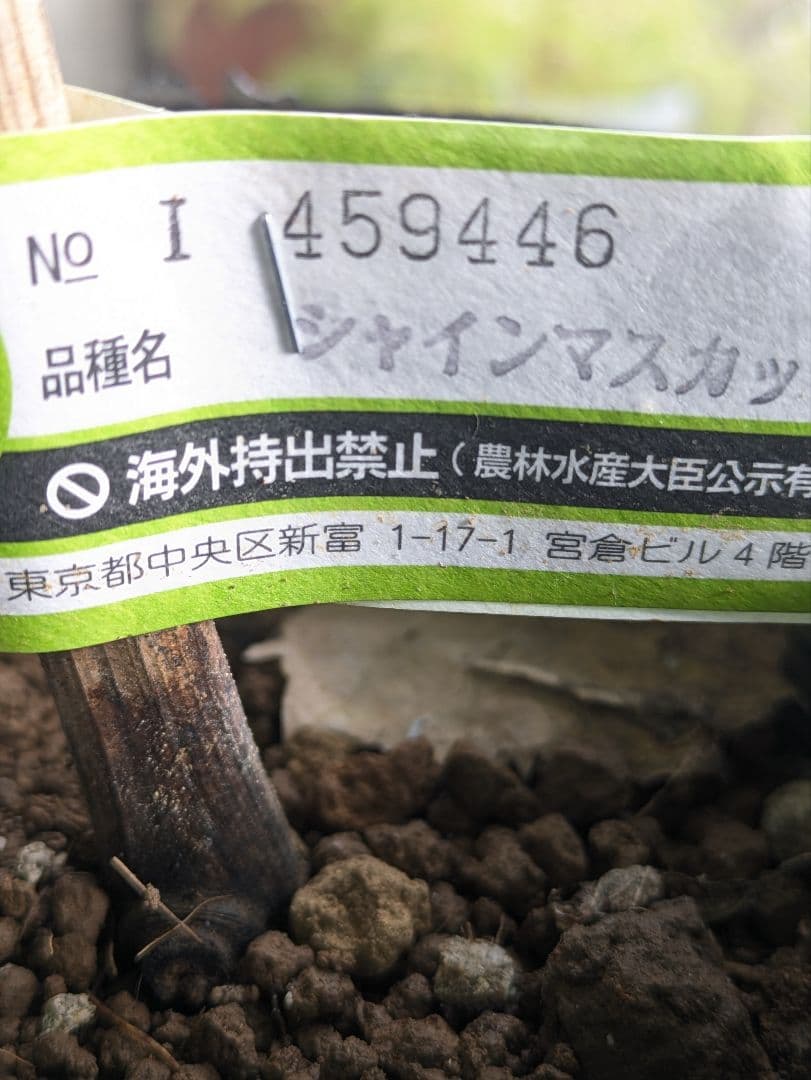 No I 459446
品種名 シャインマスカッ
海外持出禁止(農林水産大臣公示有
東京都中央区新富 1-17-1 宮倉ビル 4 階